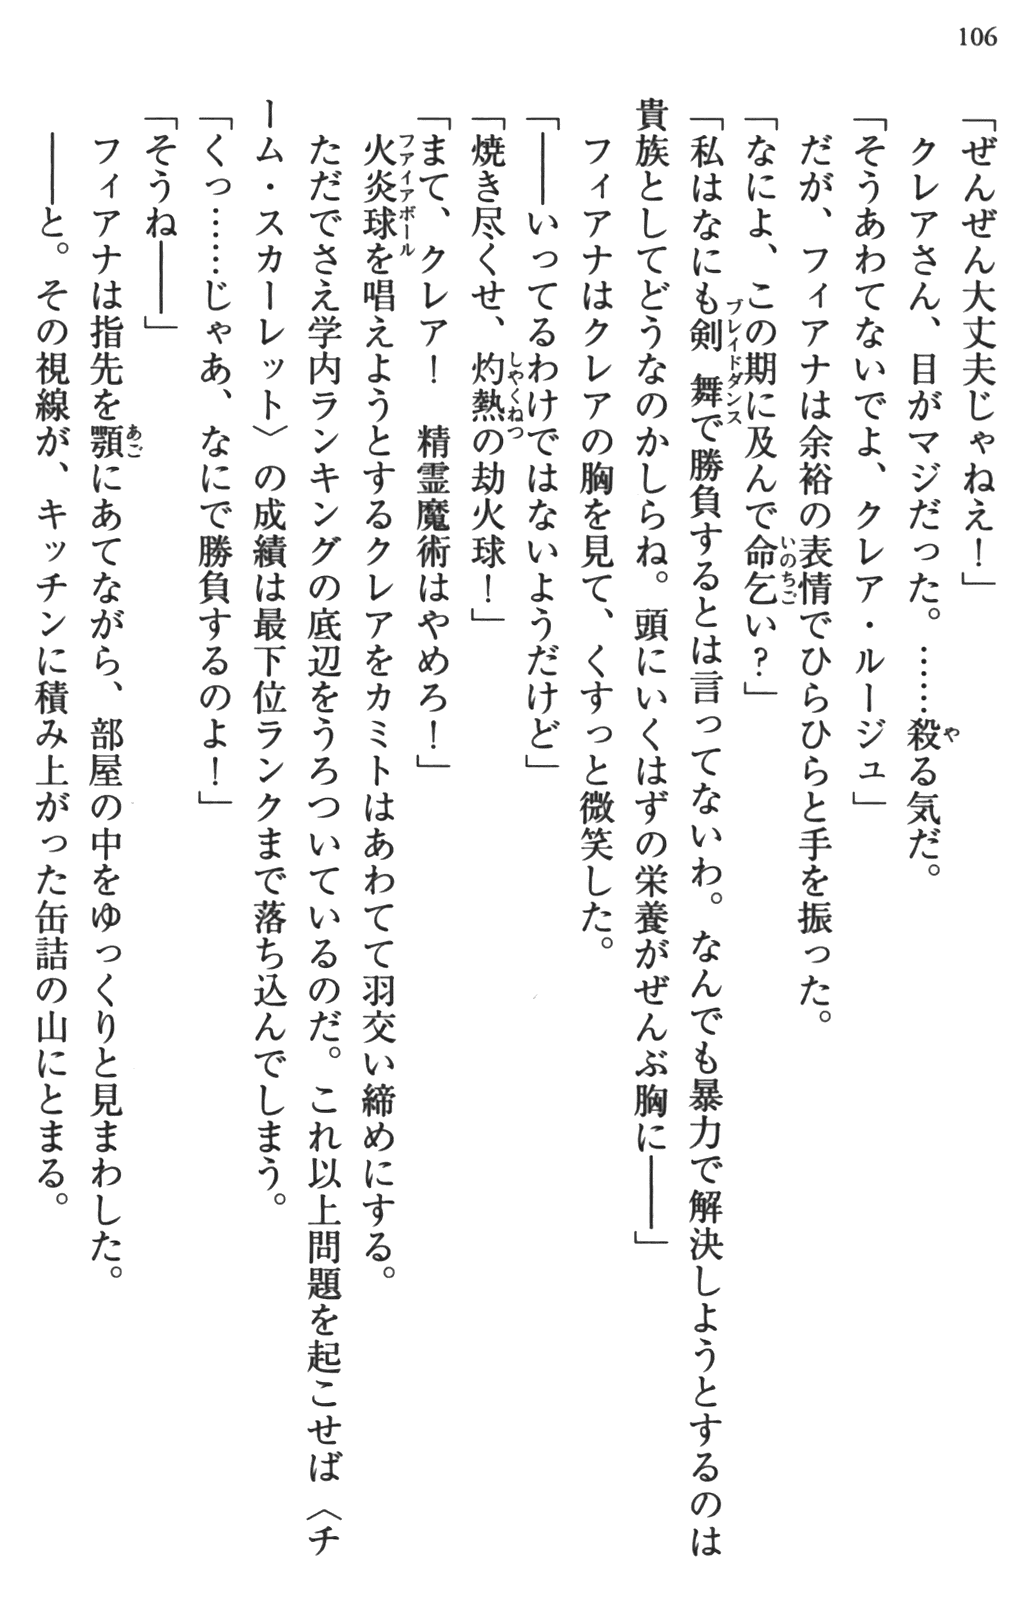 106
「ぜんぜん大丈夫じゃねえ！」
クレアさん、目がマジだった。……殺る気だ。
「そうあわてないでよ、クレア・ルージュ」
だが、フィアナは余裕の表情でひらひらと手を振った。
「なによ、この期に及んで命乞い？」
「私はなにも剣舞で勝負するとは言ってないわ。なんでも暴力で解決しようとするのは
貴族としてどうなのかしらね。頭にいくはずの栄養がぜんぶ胸に――」
フィアナはクレアの胸を見て、くすっと微笑した。
「――いってるわけではないようだけど」
「焼き尽くせ、灼熱の劫火球！」
「まて、クレア！　精霊魔術はやめろ！」
火炎球を唱えようとするクレアをカミトはあわてて羽交い締めにする。
ただでさえ学内ランキングの底辺をうろついているのだ。これ以上問題を起こせば〈チ
ーム・スカーレット〉の成績は最下位ランクまで落ち込んでしまう。
「くっ……じゃあ、なにで勝負するのよ！」
「そうね――」
フィアナは指先を顎にあてながら、部屋の中をゆっくりと見まわした。
――と。その視線が、キッチンに積み上がった缶詰の山にとまる。